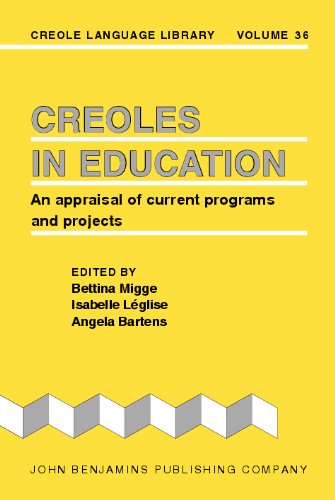 CREOLE LANGUAGE LIBRARY VOLUME 36
CREOLES
IN EDUCATION
An appraisal of current programs
and projects
EDITED BY
Bettina Migge
Isabelle Léglise
Angela Bartens
JOHN BENJAMINS PUBLISHING COMPANY